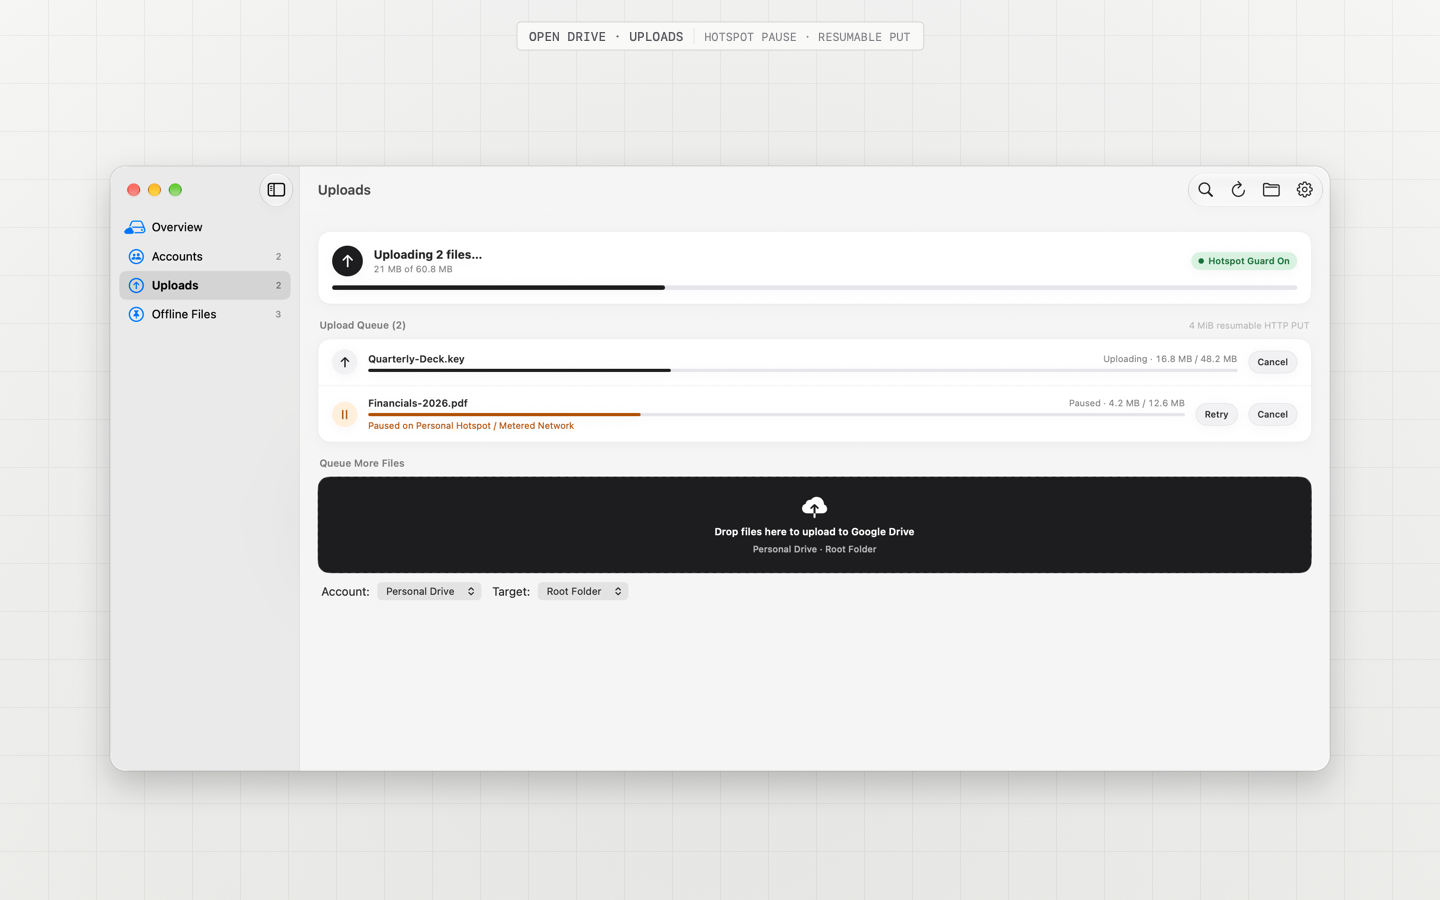 OPEN DRIVE · UPLOADS HOTSPOT PAUSE · RESUMABLE PUT
Uploads
Overview
Accounts 2
Uploads 2
Offline Files 3
Uploading 2 files...
21 MB of 60.8 MB
Hotspot Guard On
Upload Queue (2)
4 MiB resumable HTTP PUT
Quarterly-Deck.key
Uploading · 16.8 MB / 48.2 MB
Cancel
Financials-2026.pdf
Paused · 4.2 MB / 12.6 MB
Retry
Cancel
Paused on Personal Hotspot / Metered Network
Queue More Files
Drop files here to upload to Google Drive
Personal Drive · Root Folder
Account: Personal Drive Target: Root Folder